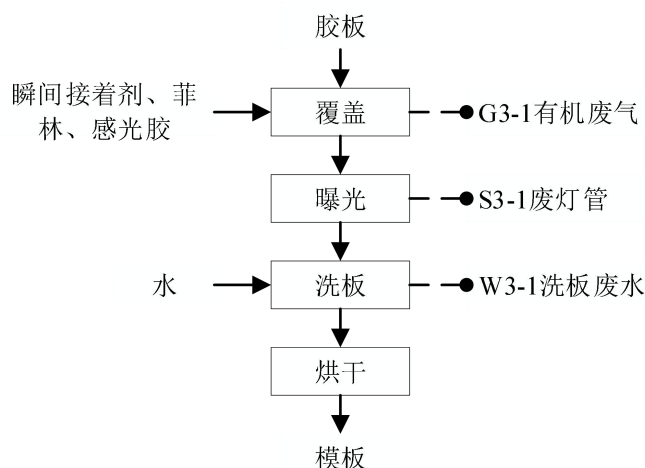 胶板
瞬间接着剂、菲
林、感光胶
覆盖
G3-1有机废气
曝光
S3-1废灯管
水
洗板
W3-1洗板废水
烘干
模板